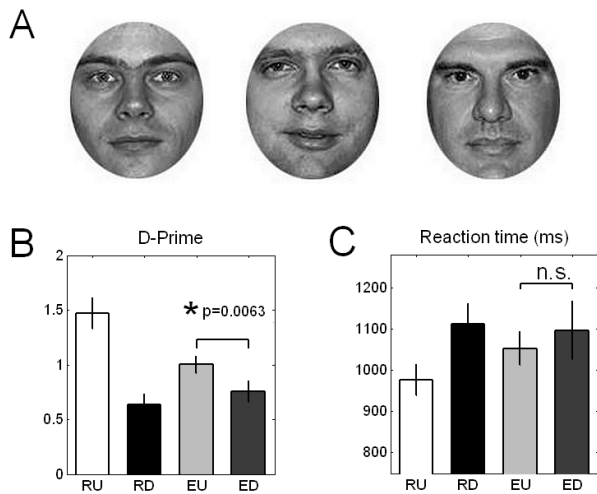 A
B
D-Prime
2
1.5
1
0.5
0
* p=0.0063
RU RD EU ED
C
Reaction time (ms)
1200
1100
1000
900
800
n.s.
RU RD EU ED